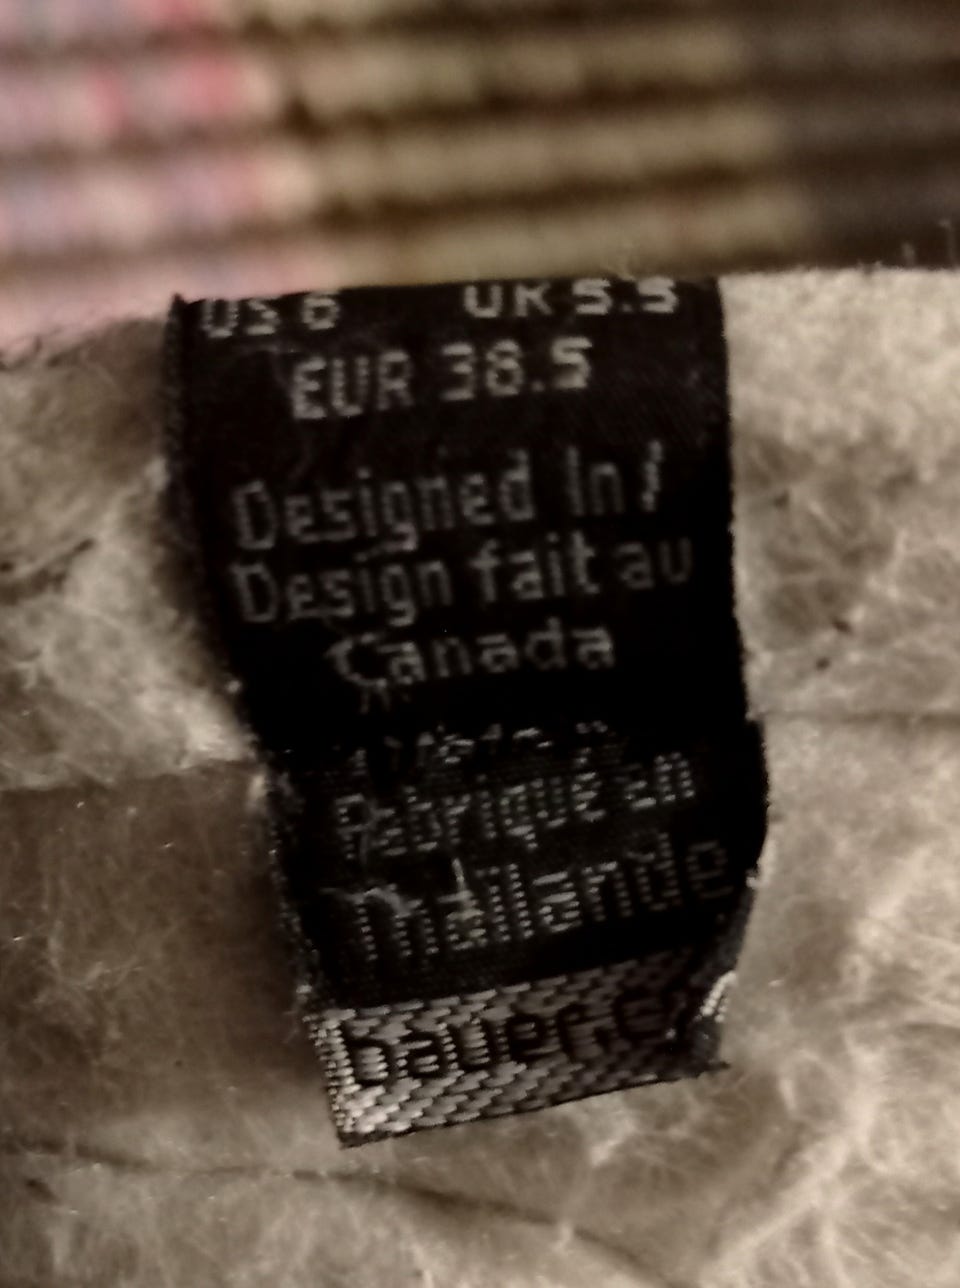 US 6 UK 5.5
EUR 38.5
Designed In/
Design fait au
Canada
Fabriqué en
Thaïlande